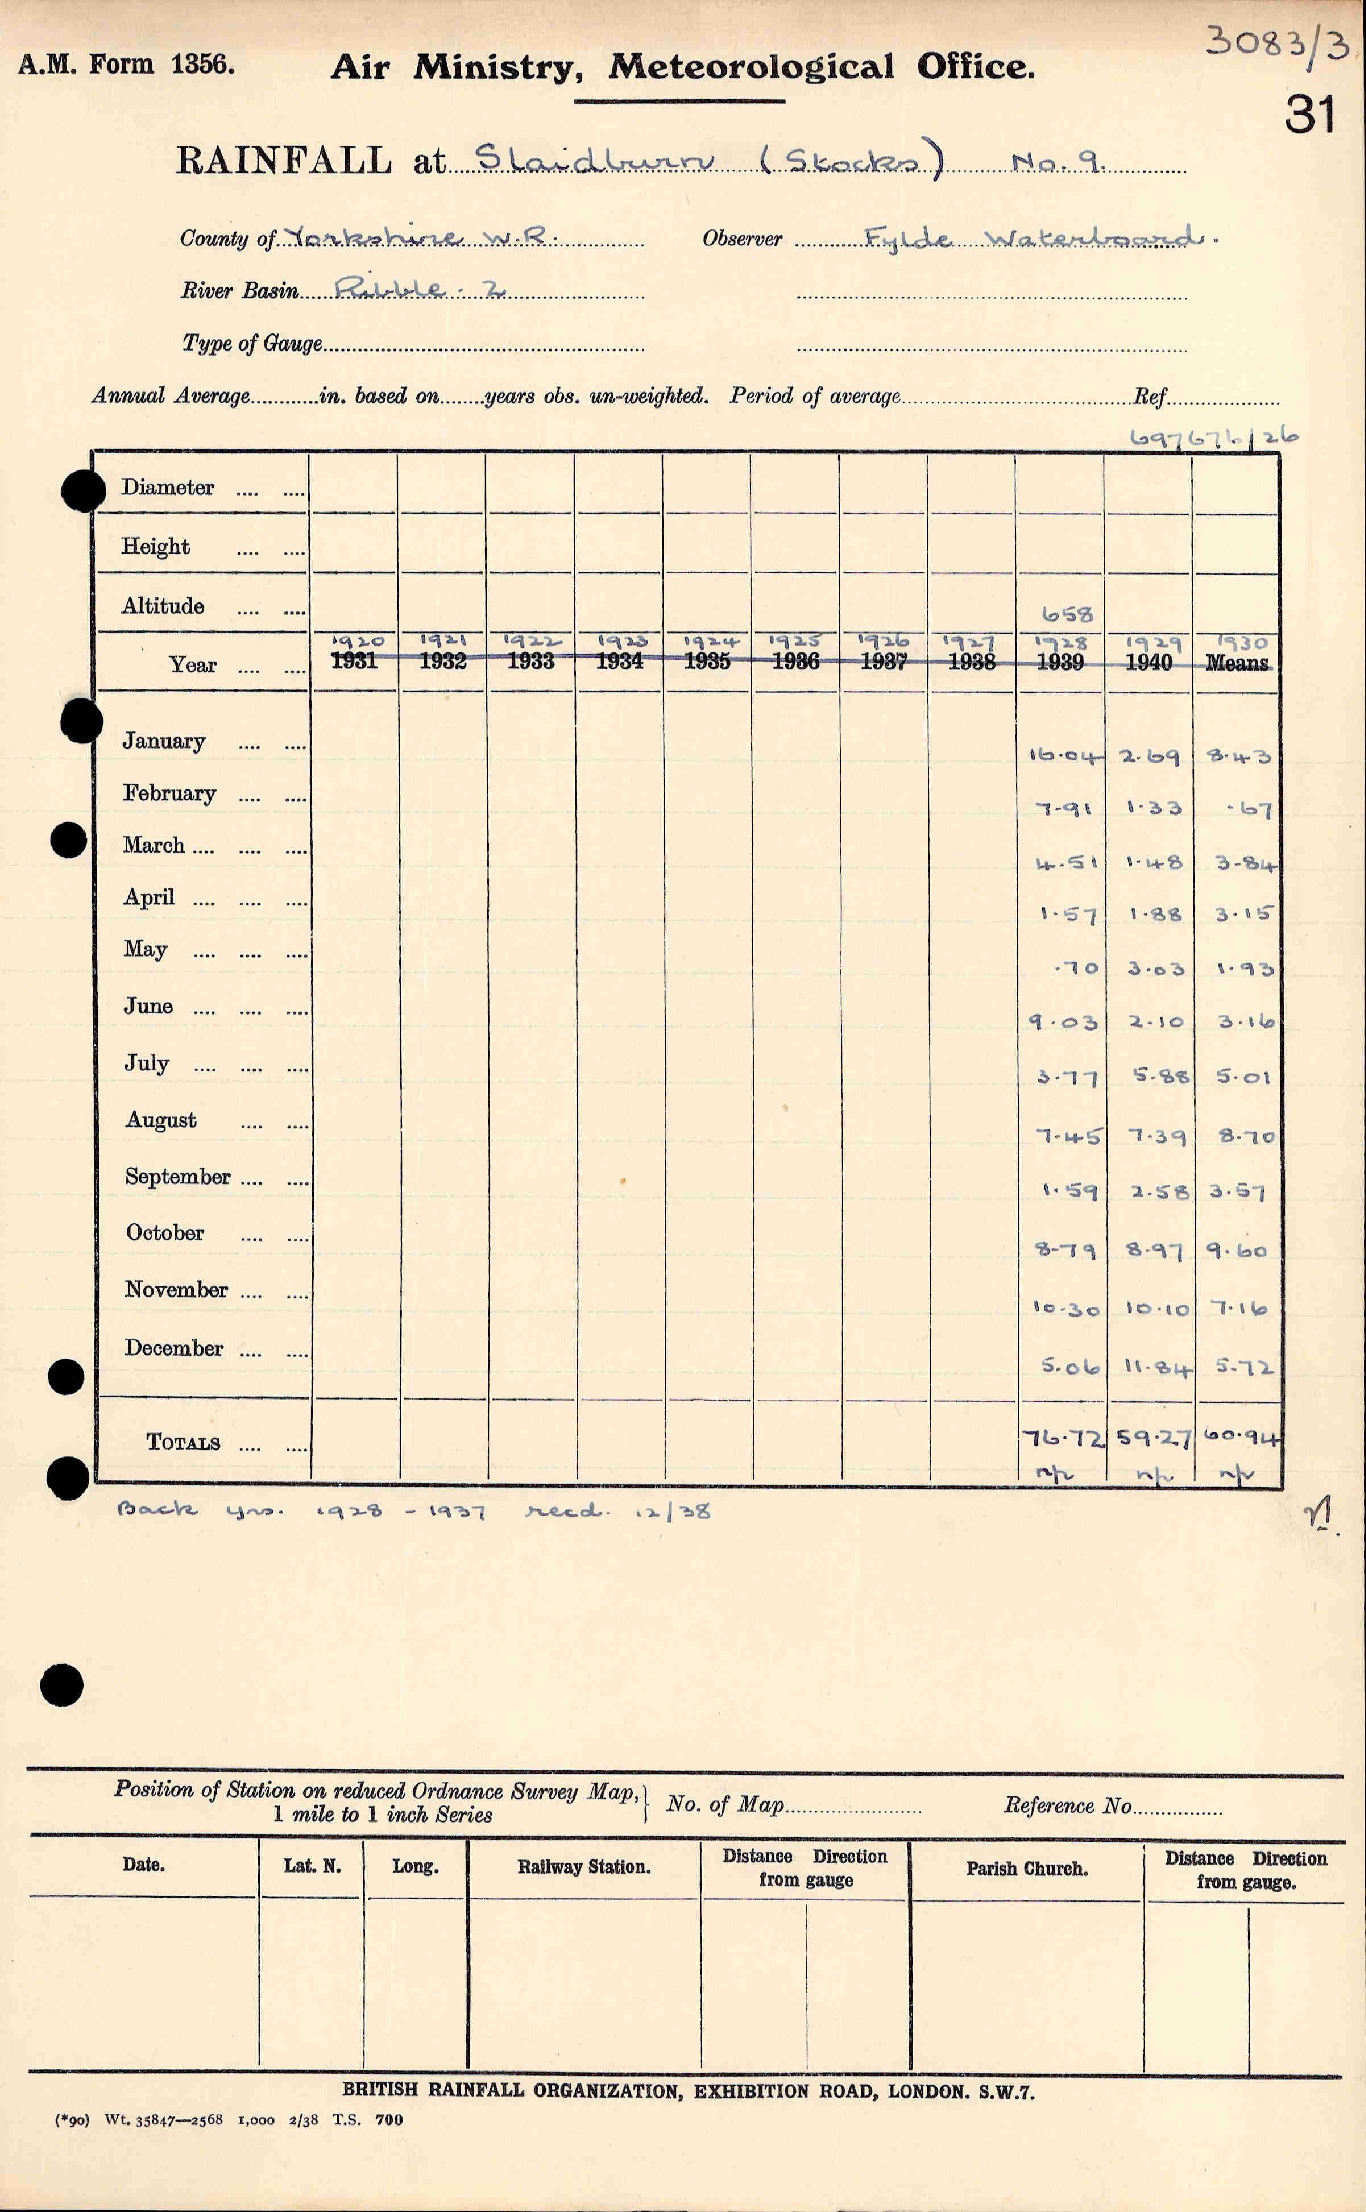 3083/3
A.M. Form 1356. Air Ministry, Meteorological Office.
31
RAINFALL at Slaidburn (Stocks) No. 9.
County of Yorkshire W.R. Observer Fylde Waterboard.
River Basin Ribble. 2
Type of Gauge
Annual Average in. based on years obs. un-weighted. Period of average Ref.
697676/26
Diameter
Height
Altitude 658
1920 1921 1922 1923 1924 1925 1926 1927 1928 1929 1930
Year 1931 1932 1933 1934 1935 1936 1937 1938 1939 1940 Means
January 16.04 2.69 8.43
February 7.91 1.33 .67
March 4.51 1.48 3.84
April 1.57 1.88 3.15
May .70 3.03 1.93
June 9.03 2.10 3.16
July 3.77 5.88 5.01
August 7.45 7.39 8.70
September 1.59 2.58 3.57
October 8.79 8.97 9.60
November 10.30 10.10 7.16
December 5.06 11.84 5.72
TOTALS 76.72 59.27 60.94
np np np
Back yrs. 1928 - 1937 recd. 12/38
Position of Station on reduced Ordnance Survey Map, 1 mile to 1 inch Series } No. of Map Reference No.
Date. Lat. N. Long. Railway Station. Distance Direction from gauge Parish Church. Distance Direction from gauge.
BRITISH RAINFALL ORGANIZATION, EXHIBITION ROAD, LONDON. S.W.7.
(*90) Wt. 35847—2568 1,000 2/38 T.S. 700